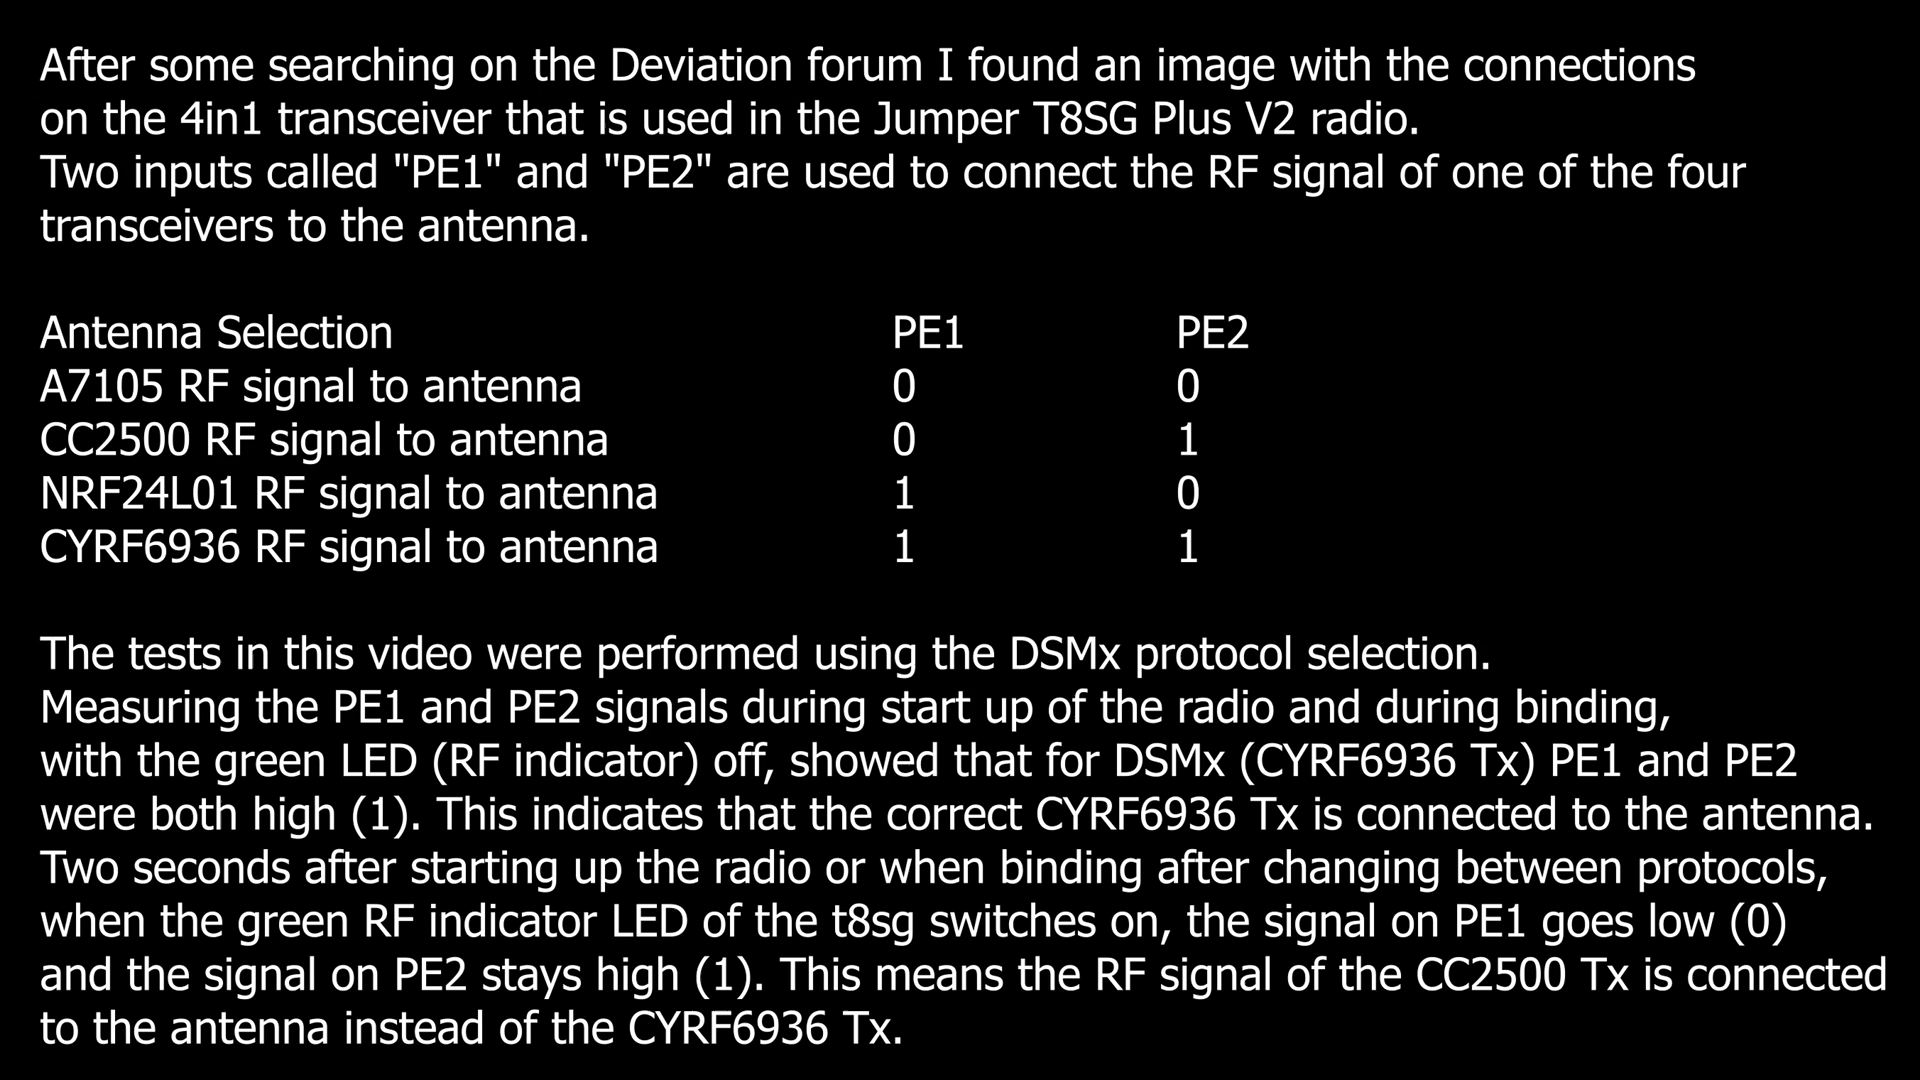 After some searching on the Deviation forum I found an image with the connections
on the 4in1 transceiver that is used in the Jumper T8SG Plus V2 radio.
Two inputs called "PE1" and "PE2" are used to connect the RF signal of one of the four
transceivers to the antenna.
Antenna Selection PE1 PE2
A7105 RF signal to antenna 0 0
CC2500 RF signal to antenna 0 1
NRF24L01 RF signal to antenna 1 0
CYRF6936 RF signal to antenna 1 1
The tests in this video were performed using the DSMx protocol selection.
Measuring the PE1 and PE2 signals during start up of the radio and during binding,
with the green LED (RF indicator) off, showed that for DSMx (CYRF6936 Tx) PE1 and PE2
were both high (1). This indicates that the correct CYRF6936 Tx is connected to the antenna.
Two seconds after starting up the radio or when binding after changing between protocols,
when the green RF indicator LED of the t8sg switches on, the signal on PE1 goes low (0)
and the signal on PE2 stays high (1). This means the RF signal of the CC2500 Tx is connected
to the antenna instead of the CYRF6936 Tx.